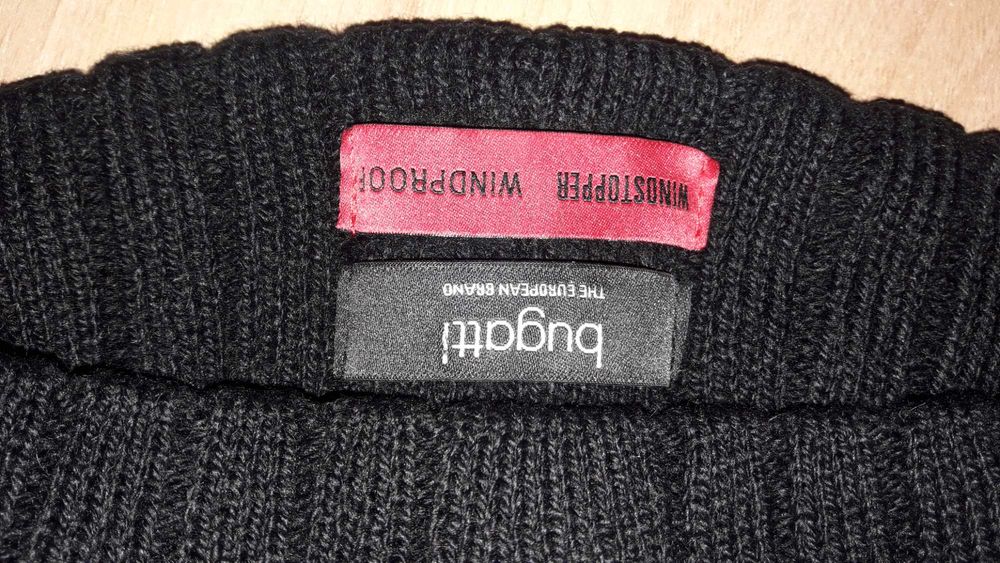 bugatti
THE EUROPEAN BRAND
WINDSTOPPER WINDPROOF